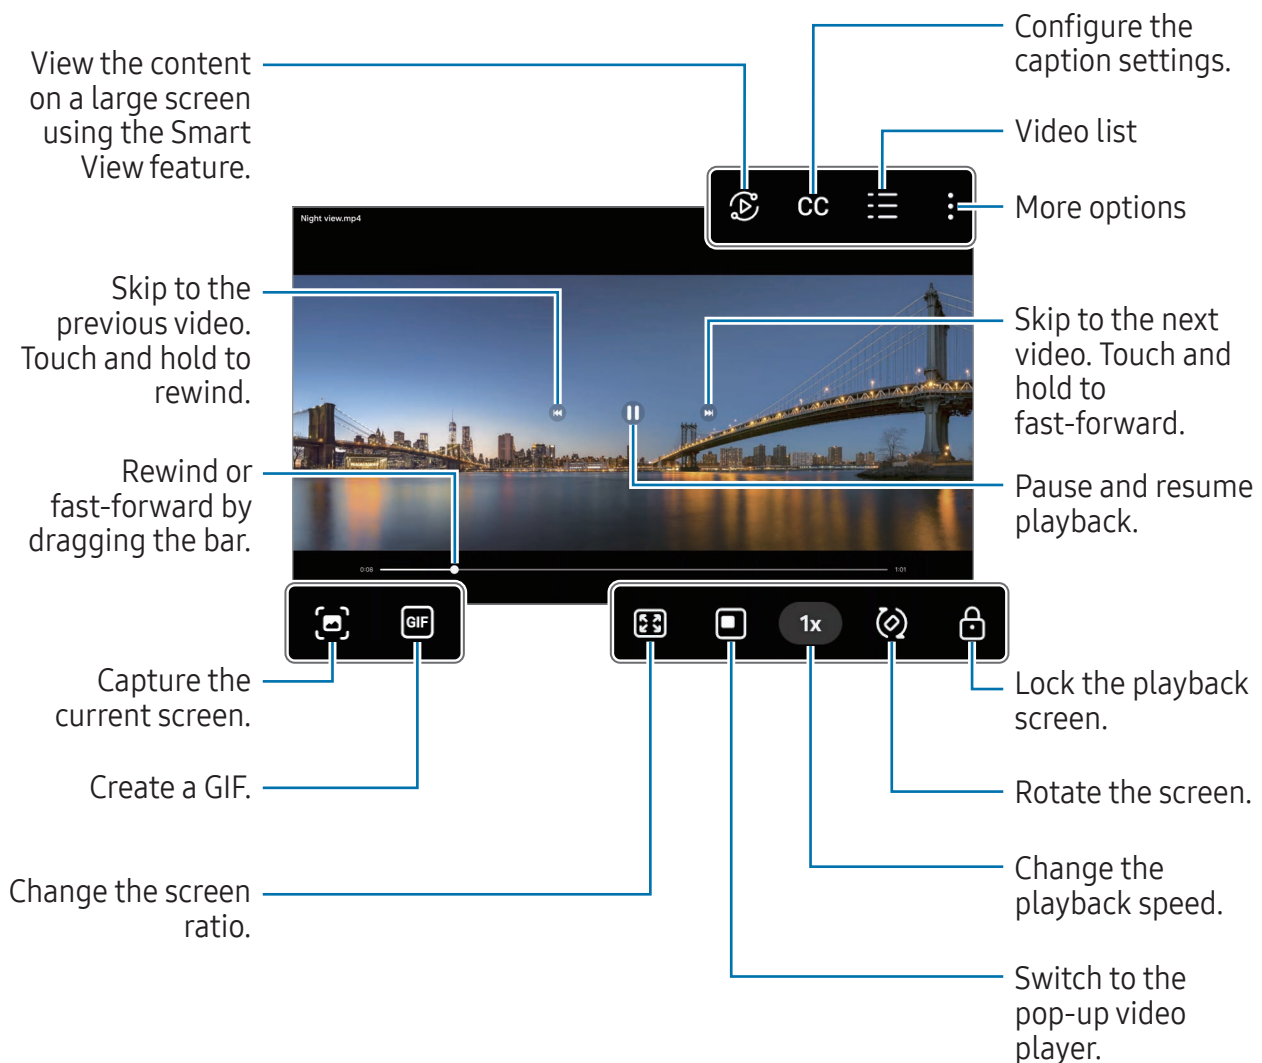 Configure the
caption settings.
View the content
on a large screen
using the Smart
View feature.
Video list
CC
More options
Night view.mp4
Skip to the
previous video.
Touch and hold to
rewind.
Skip to the next
video. Touch and
hold to
fast-forward.
Rewind or
fast-forward by
dragging the bar.
Pause and resume
playback.
0:08
1:01
GIF
1x
Capture the
current screen.
Lock the playback
screen.
Create a GIF.
Rotate the screen.
Change the screen
ratio.
Change the
playback speed.
Switch to the
pop-up video
player.